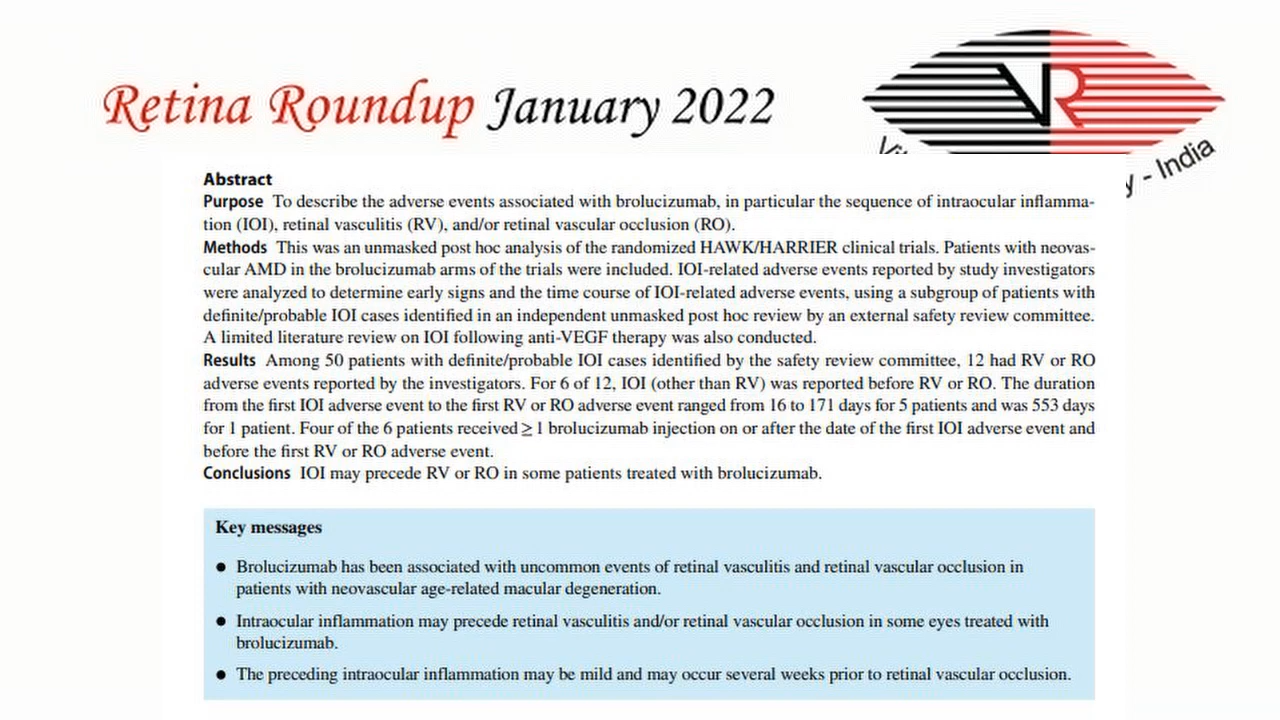 Retina Roundup January 2022
VR
- India
Abstract
Purpose To describe the adverse events associated with brolucizumab, in particular the sequence of intraocular inflamma-
tion (IOI), retinal vasculitis (RV), and/or retinal vascular occlusion (RO).
Methods This was an unmasked post hoc analysis of the randomized HAWK/HARRIER clinical trials. Patients with neovas-
cular AMD in the brolucizumab arms of the trials were included. IOI-related adverse events reported by study investigators
were analyzed to determine early signs and the time course of IOI-related adverse events, using a subgroup of patients with
definite/probable IOI cases identified in an independent unmasked post hoc review by an external safety review committee.
A limited literature review on IOI following anti-VEGF therapy was also conducted.
Results Among 50 patients with definite/probable IOI cases identified by the safety review committee, 12 had RV or RO
adverse events reported by the investigators. For 6 of 12, IOI (other than RV) was reported before RV or RO. The duration
from the first IOI adverse event to the first RV or RO adverse event ranged from 16 to 171 days for 5 patients and was 553 days
for 1 patient. Four of the 6 patients received ≥ 1 brolucizumab injection on or after the date of the first IOI adverse event and
before the first RV or RO adverse event.
Conclusions IOI may precede RV or RO in some patients treated with brolucizumab.
Key messages
● Brolucizumab has been associated with uncommon events of retinal vasculitis and retinal vascular occlusion in
patients with neovascular age-related macular degeneration.
● Intraocular inflammation may precede retinal vasculitis and/or retinal vascular occlusion in some eyes treated with
brolucizumab.
● The preceding intraocular inflammation may be mild and may occur several weeks prior to retinal vascular occlusion.